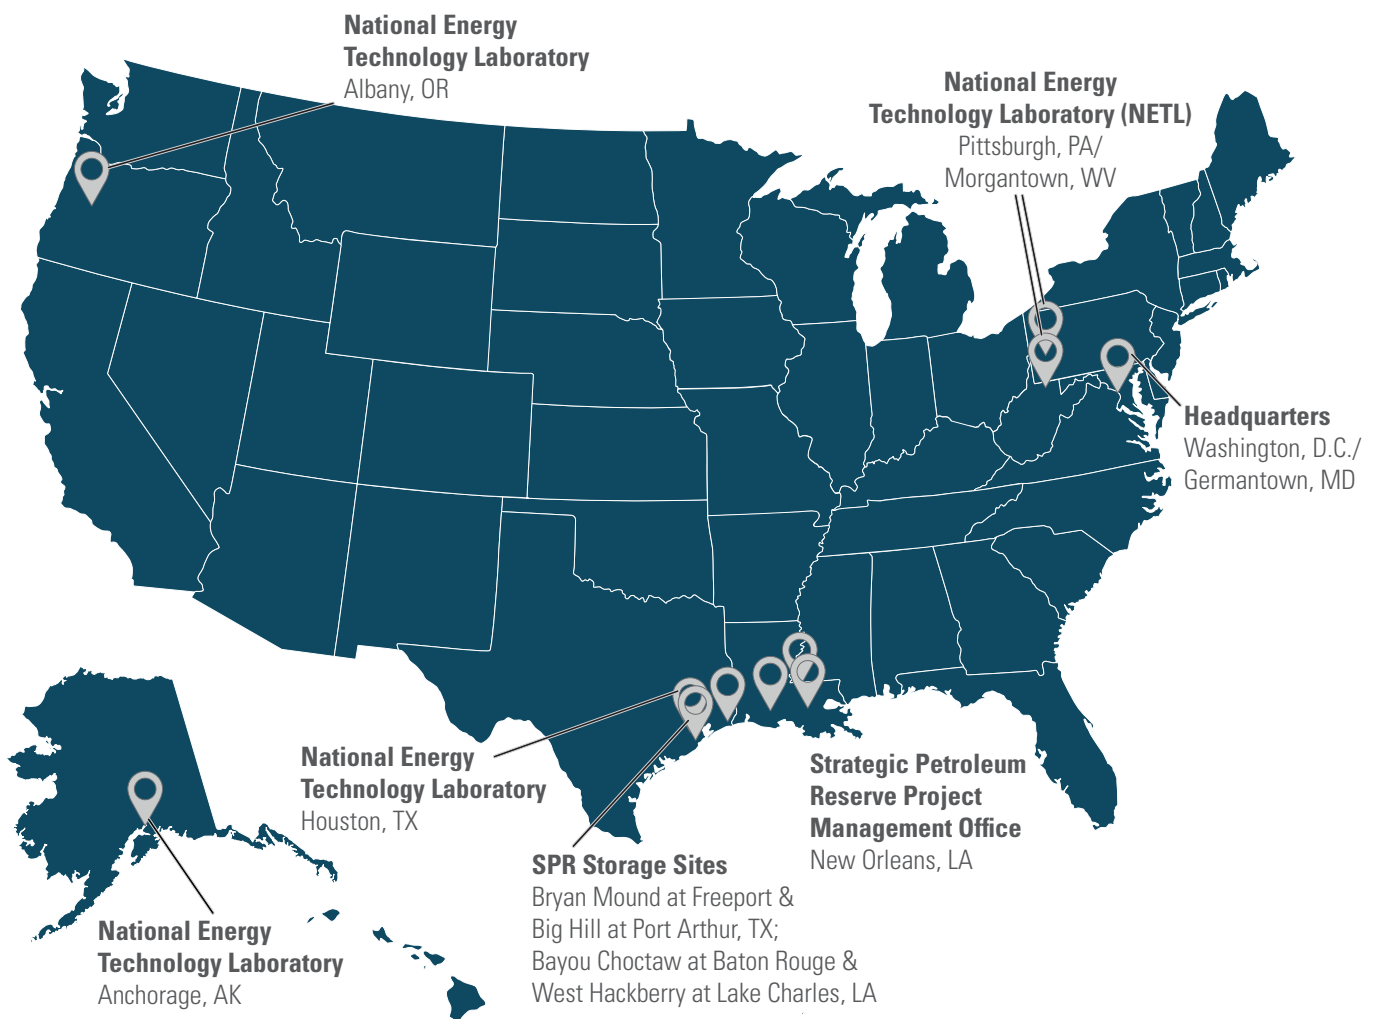 National Energy
Technology Laboratory
Albany, OR
National Energy
Technology Laboratory (NETL)
Pittsburgh, PA/
Morgantown, WV
Headquarters
Washington, D.C./
Germantown, MD
National Energy
Technology Laboratory
Houston, TX
Strategic Petroleum
Reserve Project
Management Office
New Orleans, LA
SPR Storage Sites
Bryan Mound at Freeport &
Big Hill at Port Arthur, TX;
Bayou Choctaw at Baton Rouge &
West Hackberry at Lake Charles, LA
National Energy
Technology Laboratory
Anchorage, AK